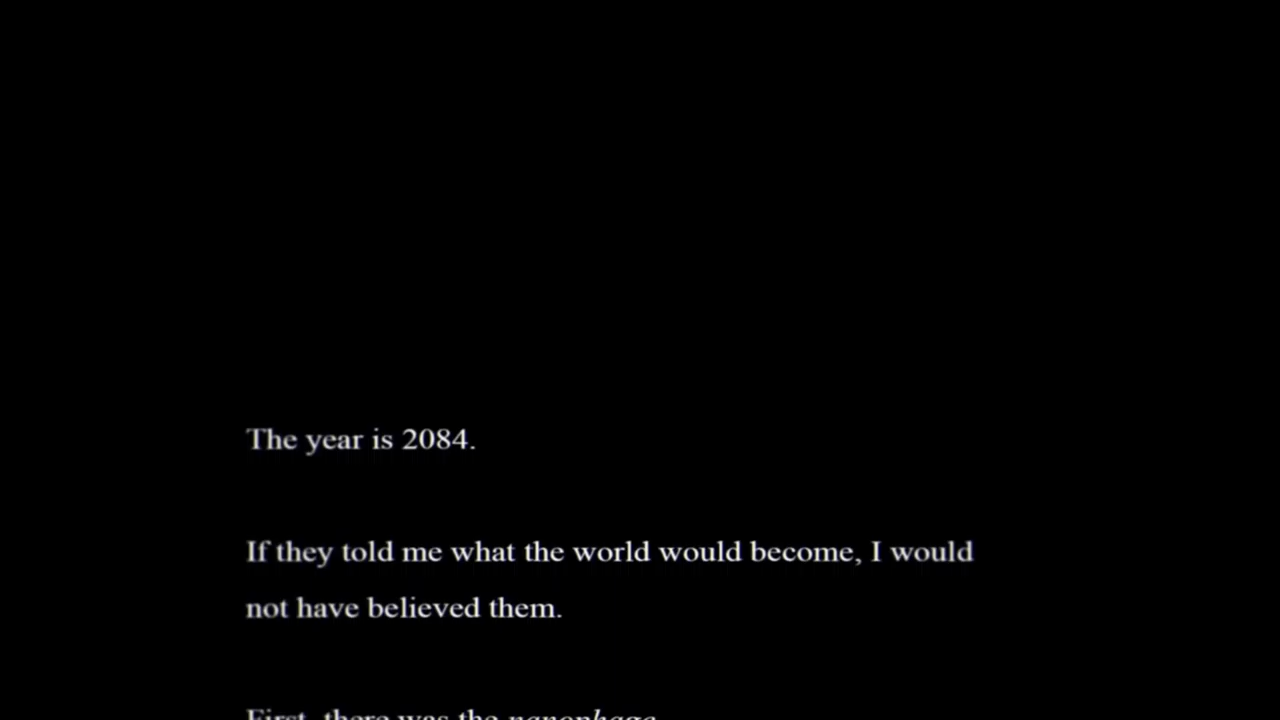 The year is 2084.
If they told me what the world would become, I would
not have believed them.
First, there was the nanophage